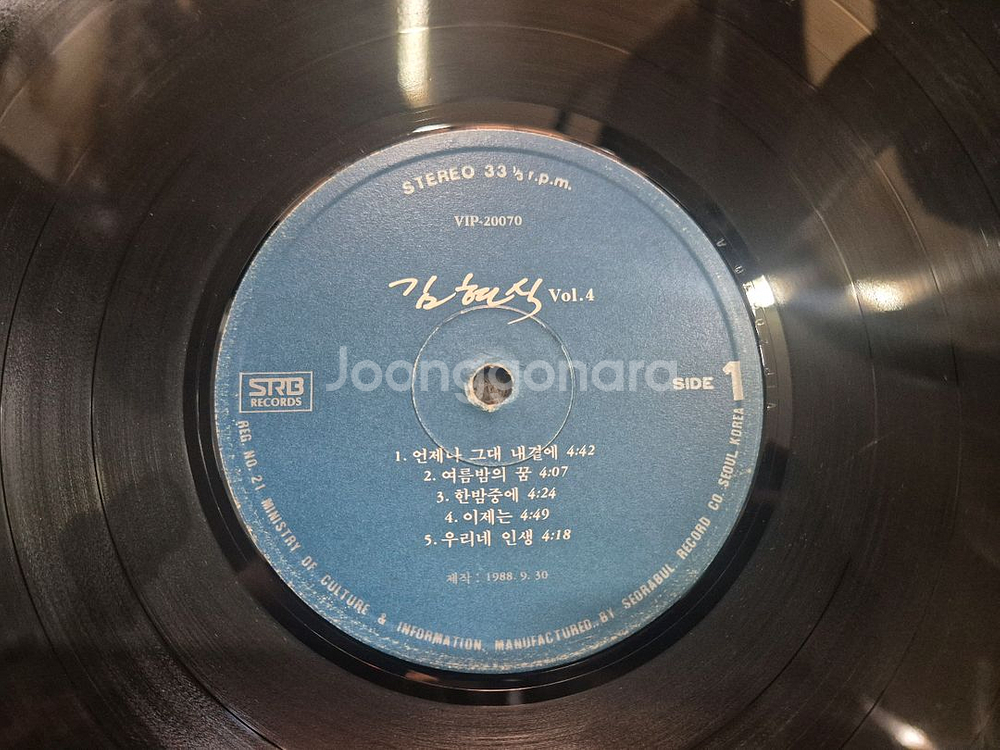 STEREO 33 1/3 r.p.m.
VIP-20070
김현식 Vol.4
Joonggonara
SRB
RECORDS
SIDE 1
1. 언제나 그대 내곁에 4:42
2. 여름밤의 꿈 4:07
3. 한밤중에 4:24
4. 이제는 4:49
5. 우리네 인생 4:18
제작 : 1988. 9. 30
REG. NO. 21 MINISTRY OF CULTURE & INFORMATION. MANUFACTURED. BY SEORABUL RECORD CO. SEOUL KOREA